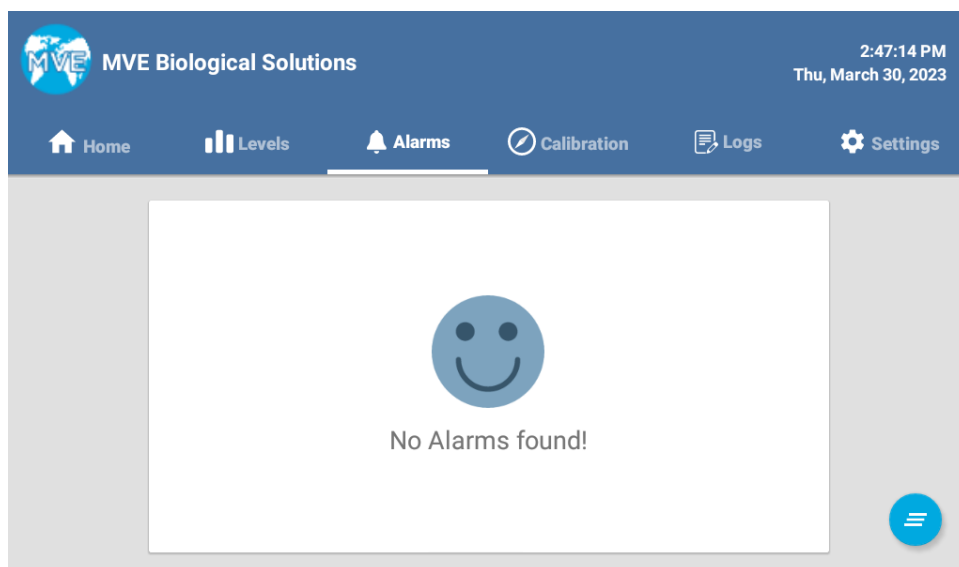 MVE
MVE Biological Solutions
2:47:14 PM
Thu, March 30, 2023
Home
Levels
Alarms
Calibration
Logs
Settings
No Alarms found!